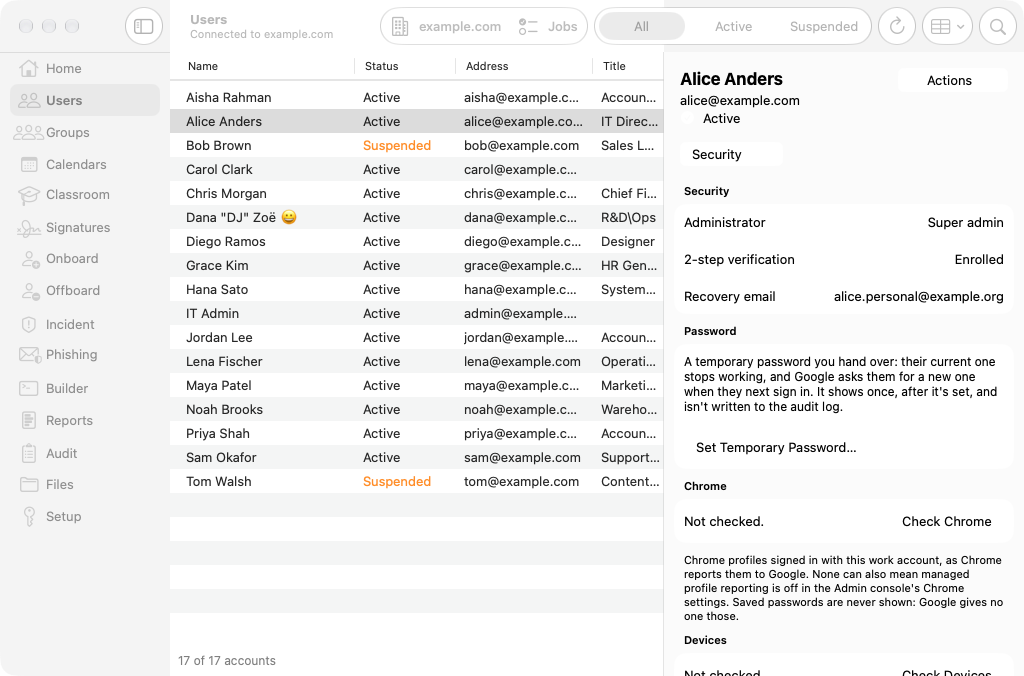 Users
Connected to example.com
example.com
Jobs
All
Active
Suspended
Home
Users
Groups
Calendars
Classroom
Signatures
Onboard
Offboard
Incident
Phishing
Builder
Reports
Audit
Files
Setup
Name Status Address Title
Aisha Rahman Active aisha@example.c... Accoun...
Alice Anders Active alice@example.co... IT Direc...
Bob Brown Suspended bob@example.com Sales L...
Carol Clark Active carol@example.c...
Chris Morgan Active chris@example.c... Chief Fi...
Dana "DJ" Zoë 😀 Active dana@example.c... R&D\Ops
Diego Ramos Active diego@example.c... Designer
Grace Kim Active grace@example.c... HR Gen...
Hana Sato Active hana@example.c... System...
IT Admin Active admin@example....
Jordan Lee Active jordan@example.... Accoun...
Lena Fischer Active lena@example.com Operati...
Maya Patel Active maya@example.c... Marketi...
Noah Brooks Active noah@example.c... Wareho...
Priya Shah Active priya@example.c... Accoun...
Sam Okafor Active sam@example.com Support...
Tom Walsh Suspended tom@example.com Content...
17 of 17 accounts
Alice Anders
Actions
alice@example.com
Active
Security
Security
Administrator Super admin
2-step verification Enrolled
Recovery email alice.personal@example.org
Password
A temporary password you hand over: their current one
stops working, and Google asks them for a new one
when they next sign in. It shows once, after it's set, and
isn't written to the audit log.
Set Temporary Password...
Chrome
Not checked. Check Chrome
Chrome profiles signed in with this work account, as Chrome
reports them to Google. None can also mean managed
profile reporting is off in the Admin console's Chrome
settings. Saved passwords are never shown: Google gives no
one those.
Devices
Not checked. Check Devices